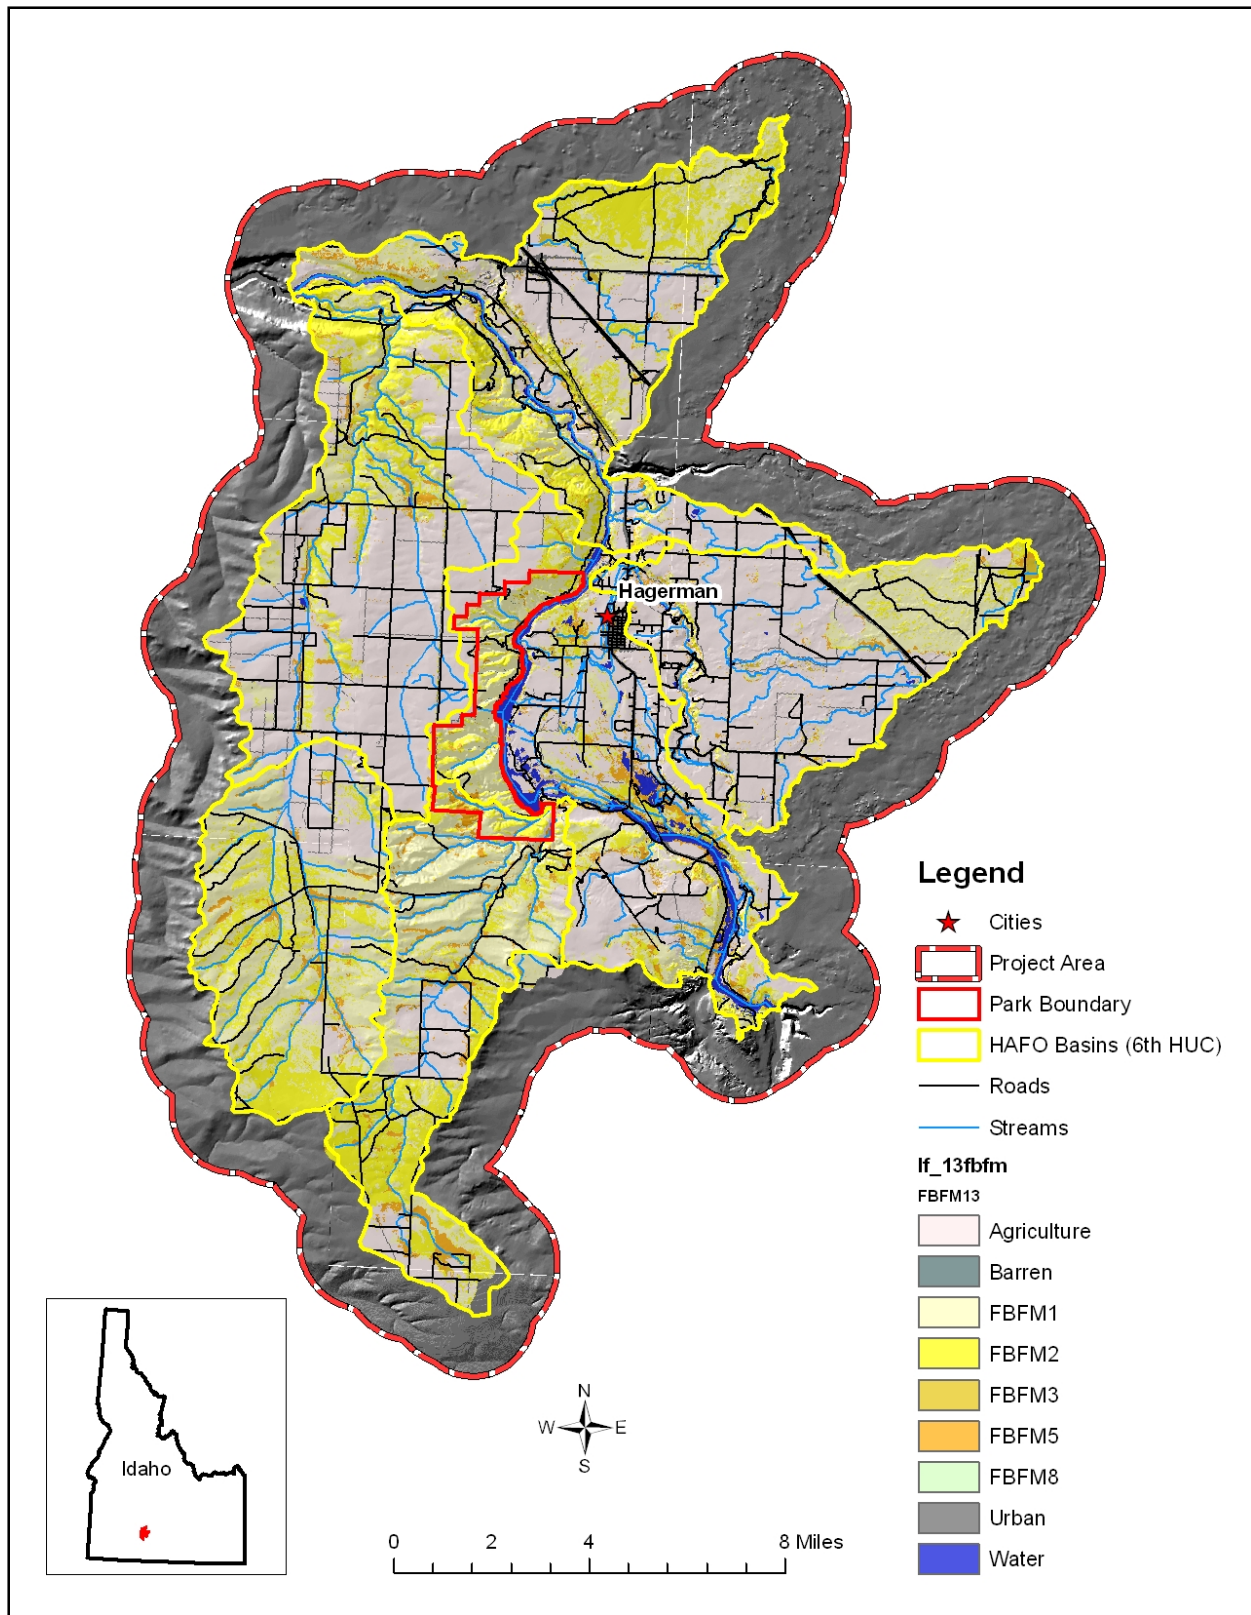 Hagerman
Legend
Cities
Project Area
Park Boundary
HAFO Basins (6th HUC)
Roads
Streams
lf_13fbfm
FBFM13
Agriculture
Barren
FBFM1
FBFM2
FBFM3
FBFM5
FBFM8
Urban
Water
Idaho
N
W E
S
0 2 4 8 Miles